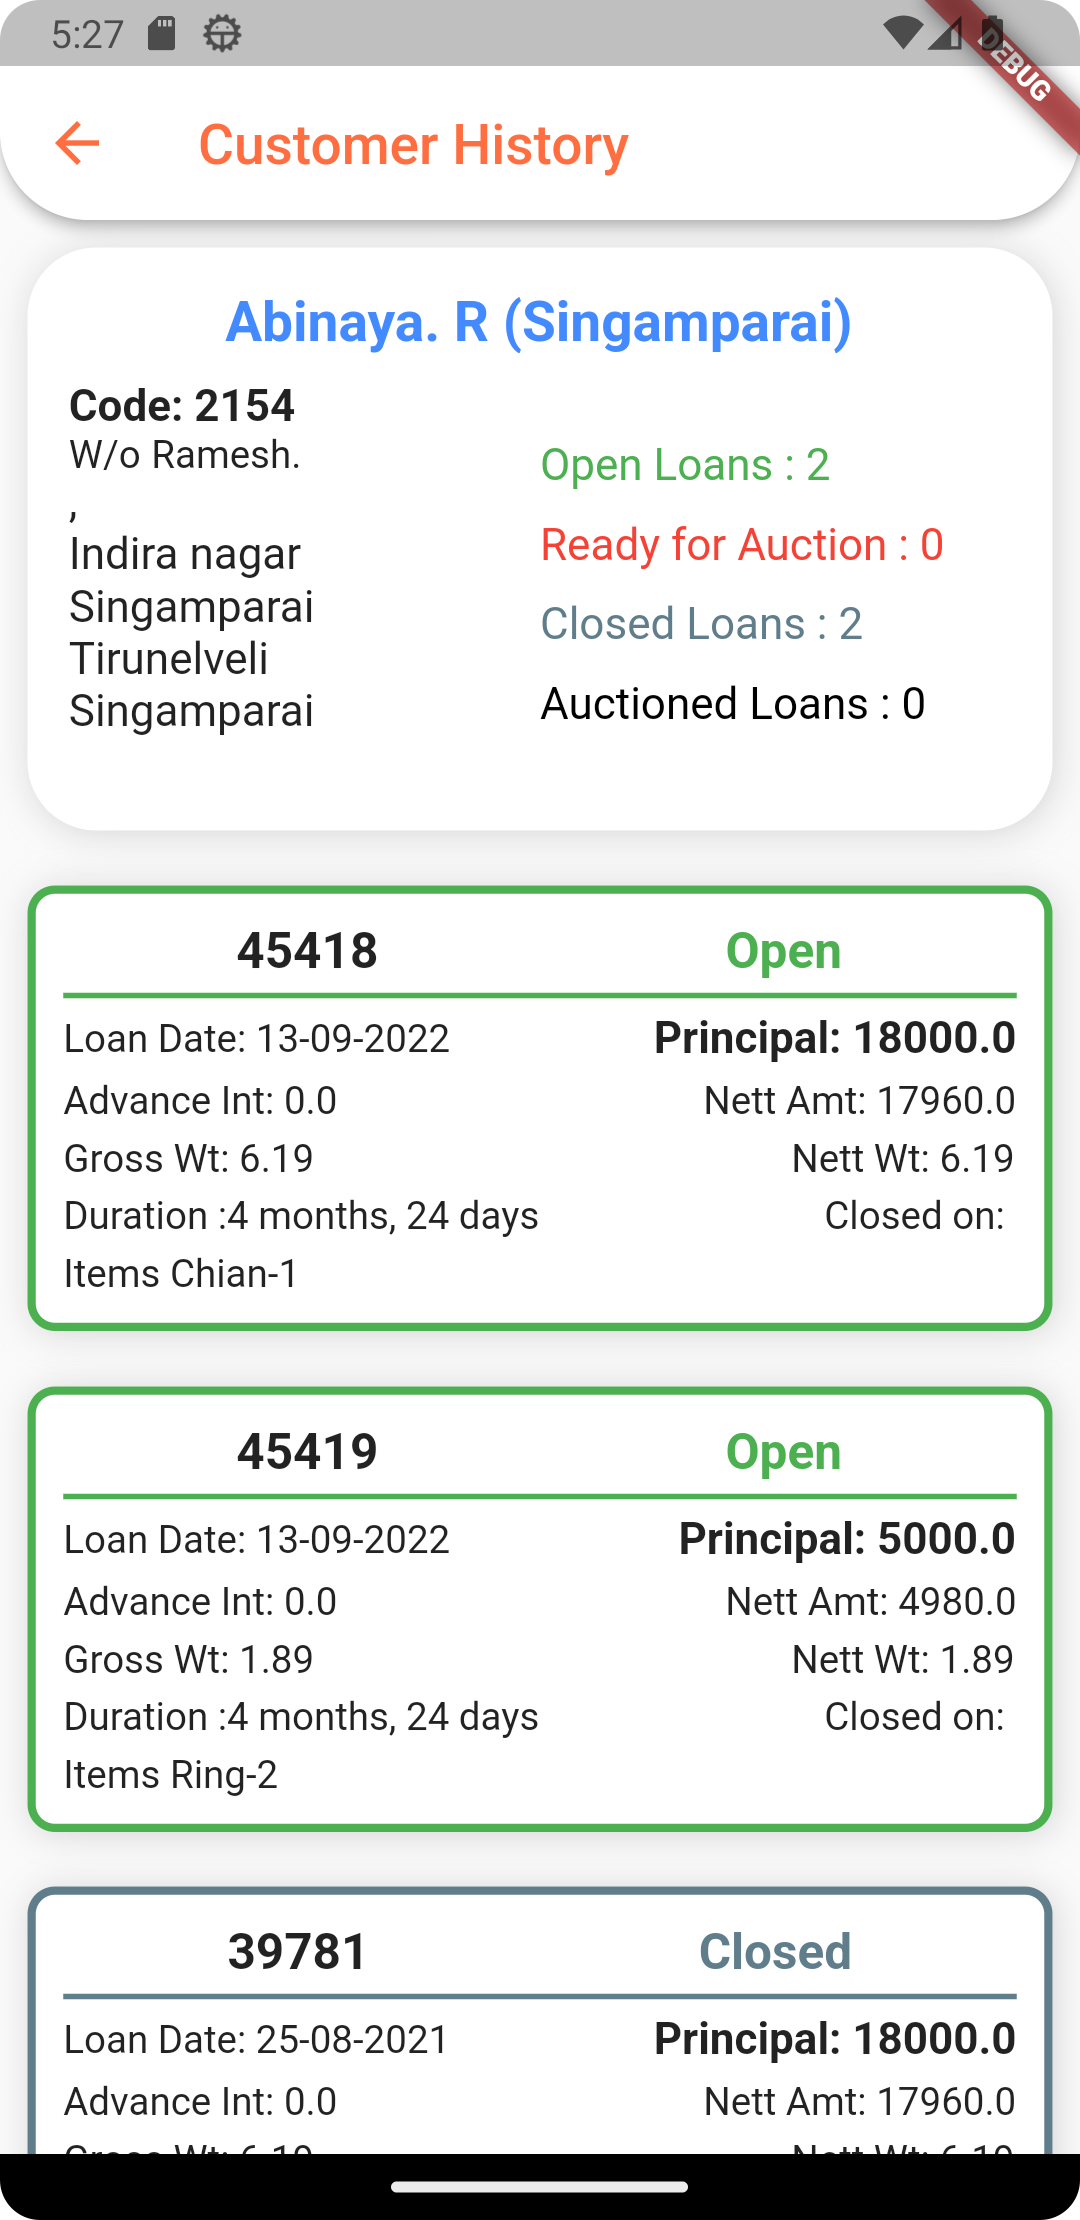 5:27
DEBUG
Customer History
Abinaya. R (Singamparai)
Code: 2154
W/o Ramesh.
,
Indira nagar
Singamparai
Tirunelveli
Singamparai
Open Loans : 2
Ready for Auction : 0
Closed Loans : 2
Auctioned Loans : 0
45418 Open
Loan Date: 13-09-2022 Principal: 18000.0
Advance Int: 0.0 Nett Amt: 17960.0
Gross Wt: 6.19 Nett Wt: 6.19
Duration :4 months, 24 days Closed on:
Items Chian-1
45419 Open
Loan Date: 13-09-2022 Principal: 5000.0
Advance Int: 0.0 Nett Amt: 4980.0
Gross Wt: 1.89 Nett Wt: 1.89
Duration :4 months, 24 days Closed on:
Items Ring-2
39781 Closed
Loan Date: 25-08-2021 Principal: 18000.0
Advance Int: 0.0 Nett Amt: 17960.0